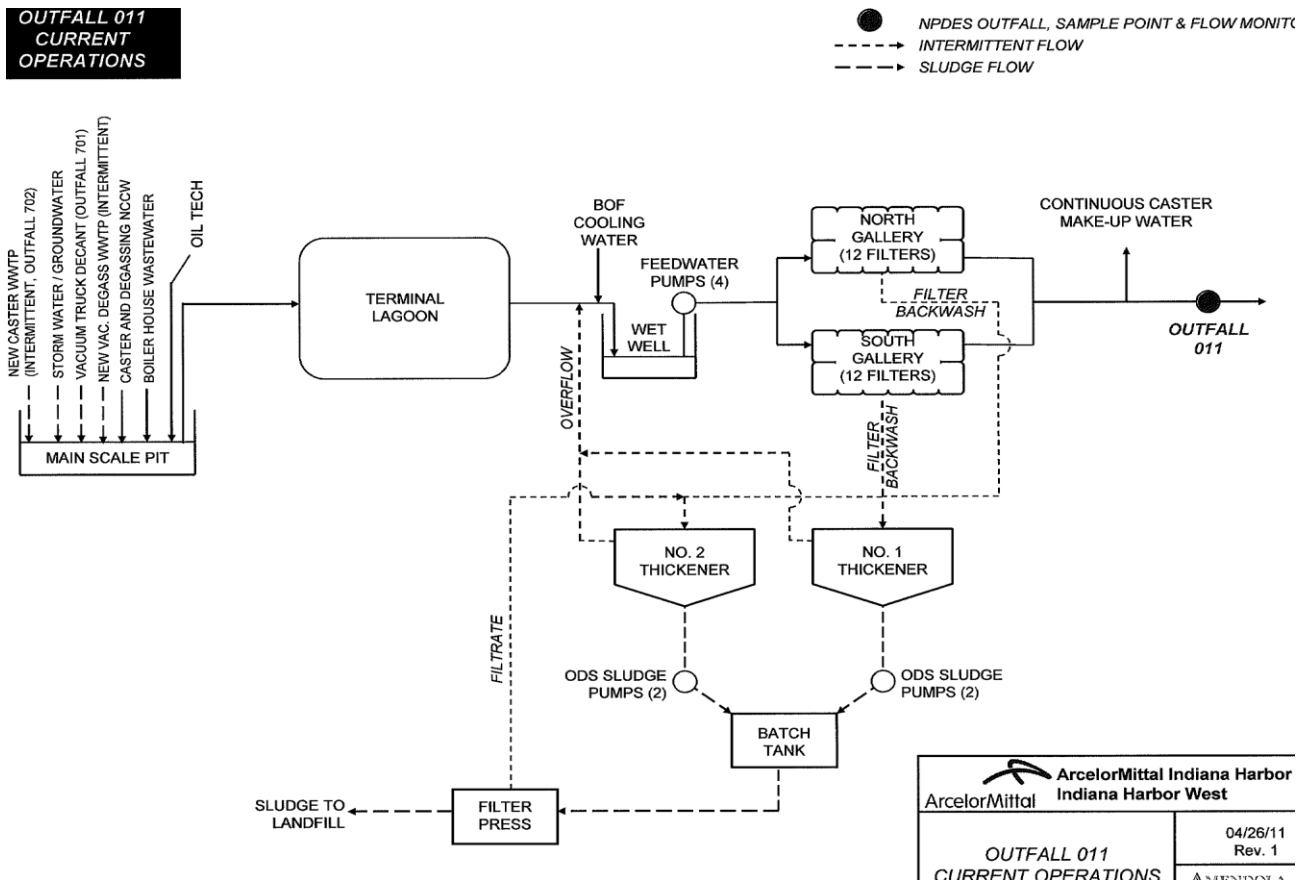 OUTFALL 011
CURRENT
OPERATIONS
NPDES OUTFALL, SAMPLE POINT & FLOW MONITO
INTERMITTENT FLOW
SLUDGE FLOW
NEW CASTER WWTP
(INTERMITTENT, OUTFALL 702)
STORM WATER / GROUNDWATER
VACUUM TRUCK DECANT (OUTFALL 701)
NEW VAC. DEGASS WWTP (INTERMITTENT)
CASTER AND DEGASSING NCCW
BOILER HOUSE WASTEWATER
OIL TECH
MAIN SCALE PIT
TERMINAL
LAGOON
BOF
COOLING
WATER
FEEDWATER
PUMPS (4)
WET
WELL
OVERFLOW
NORTH
GALLERY
(12 FILTERS)
FILTER
BACKWASH
SOUTH
GALLERY
(12 FILTERS)
FILTER
BACKWASH
CONTINUOUS CASTER
MAKE-UP WATER
OUTFALL
011
NO. 2
THICKENER
NO. 1
THICKENER
FILTRATE
ODS SLUDGE
PUMPS (2)
ODS SLUDGE
PUMPS (2)
BATCH
TANK
FILTER
PRESS
SLUDGE TO
LANDFILL
ArcelorMittal
ArcelorMittal Indiana Harbor
Indiana Harbor West
OUTFALL 011
CURRENT OPERATIONS
04/26/11
Rev. 1